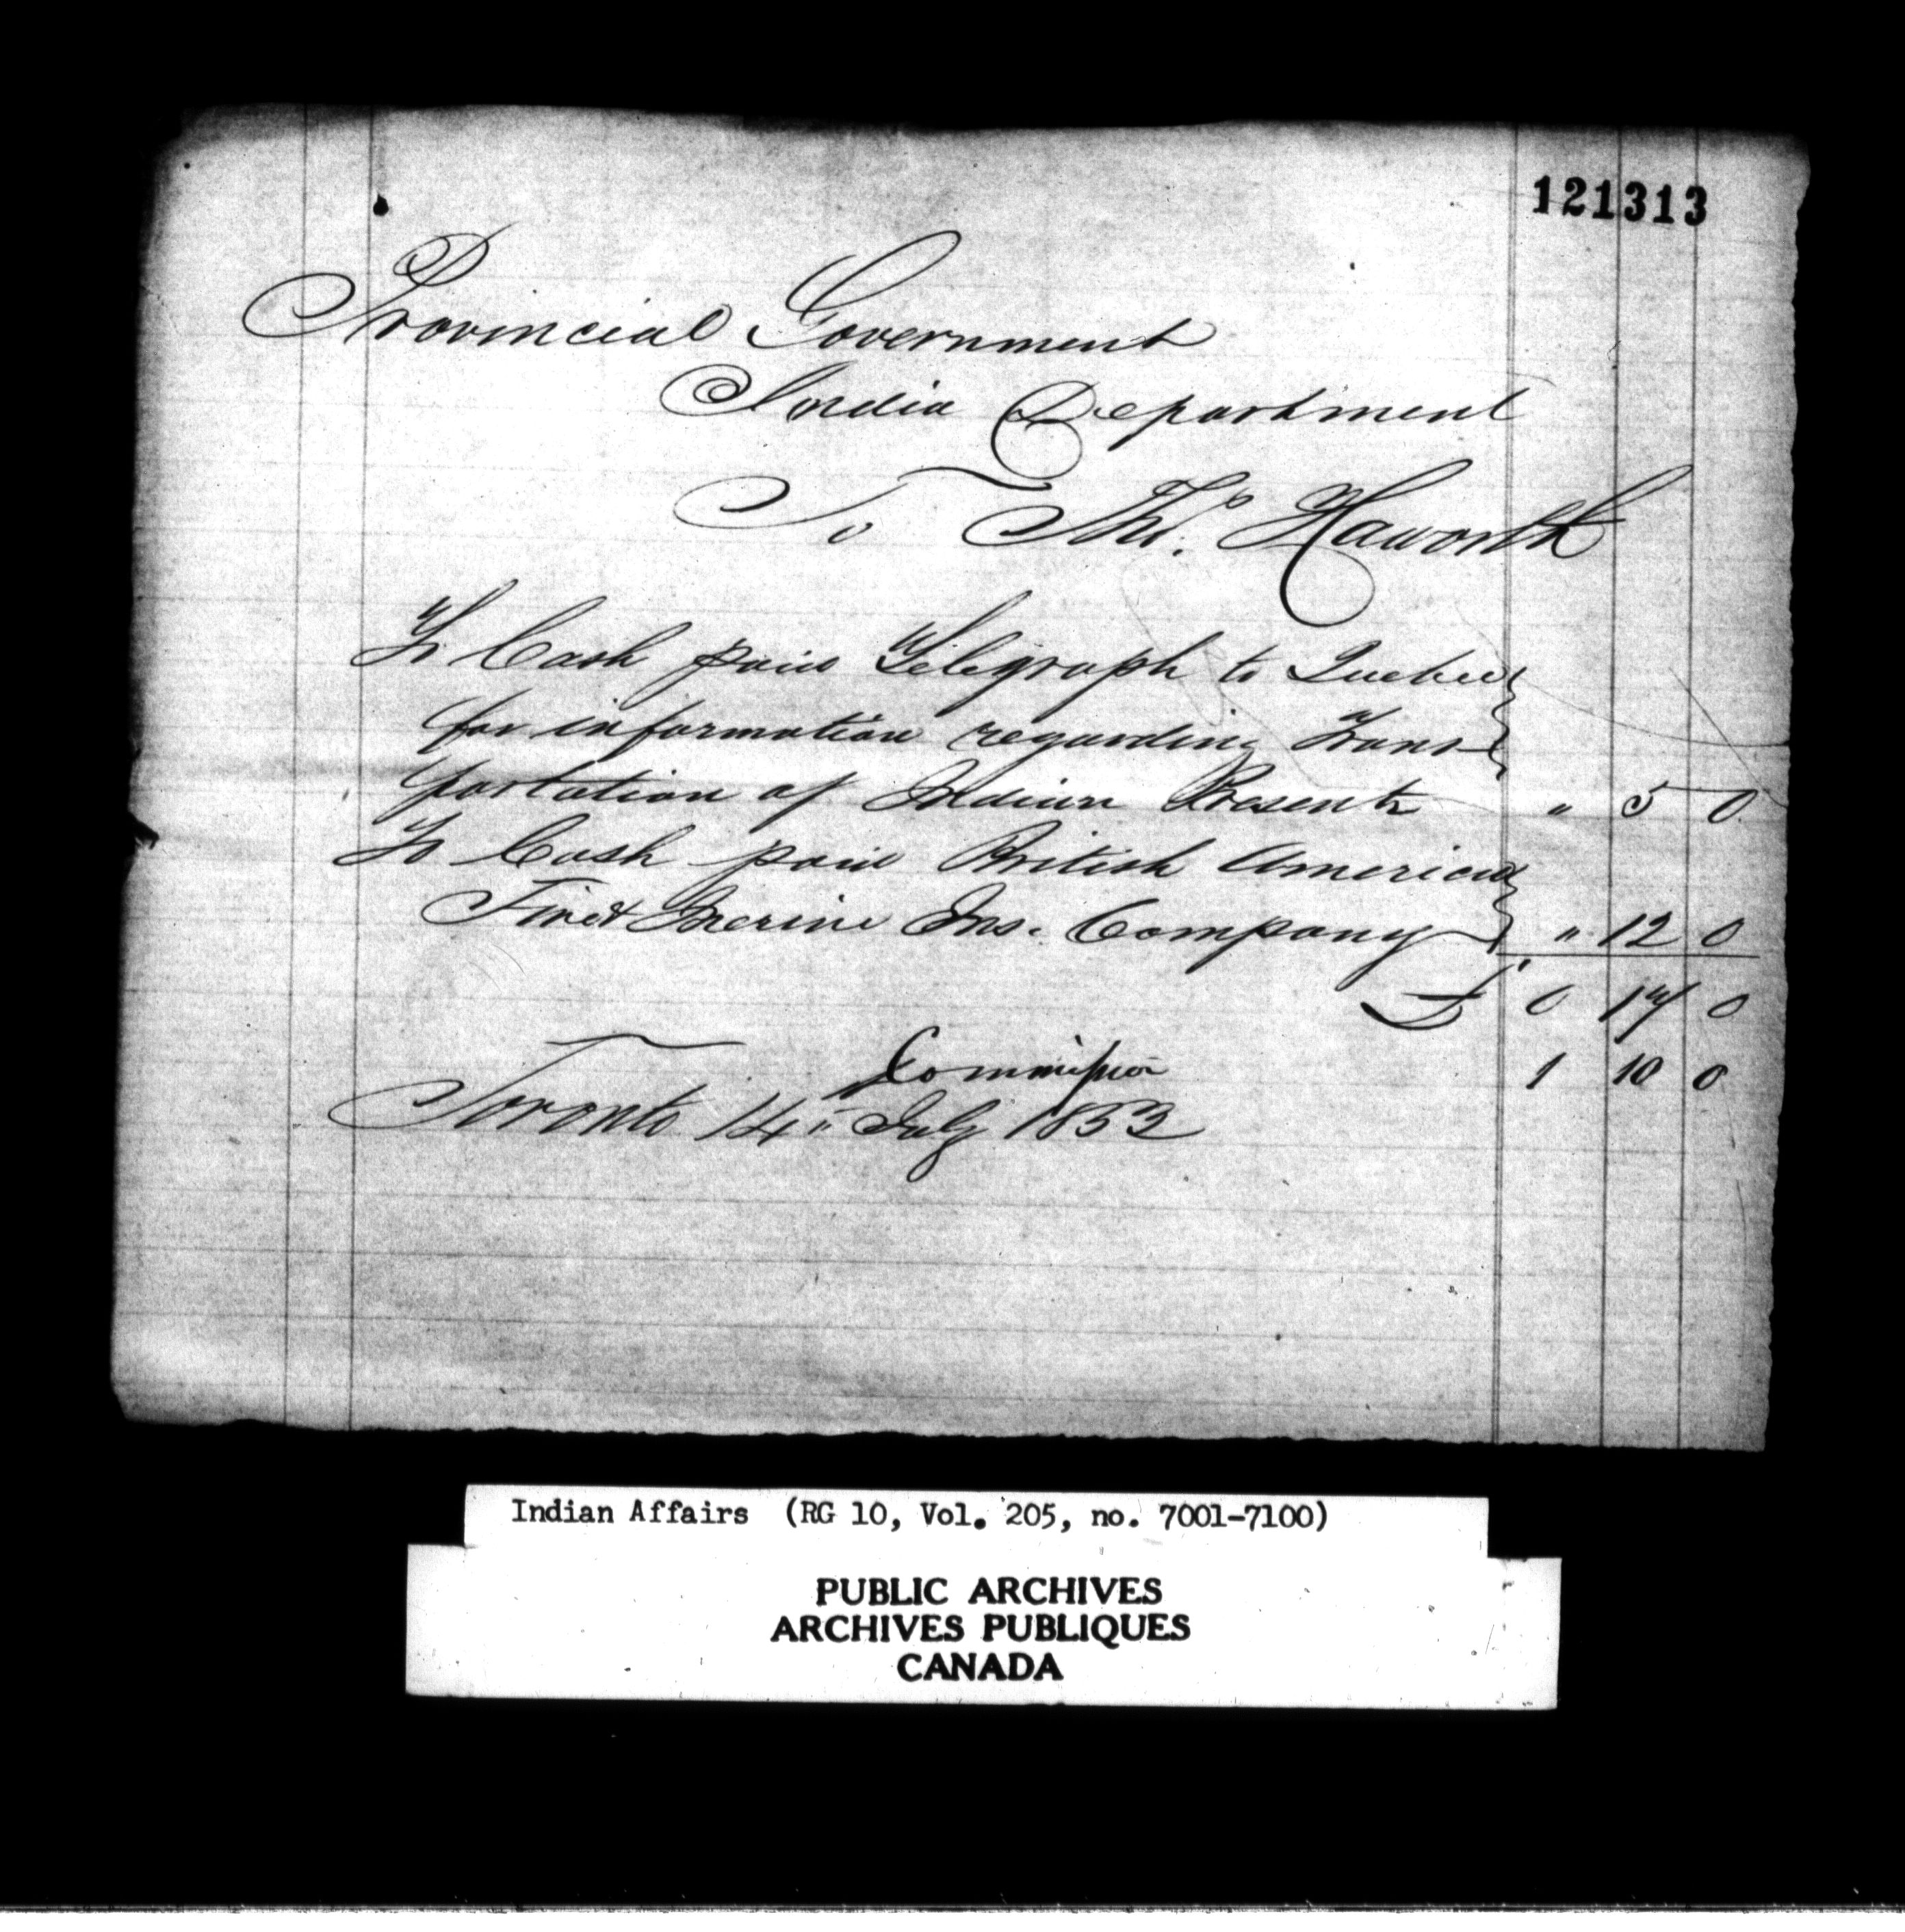 121313
Provincial Government
India Department
To Thos. Haworth
To Cash paid Telegraph to Quebec
for information regarding Trans-
portation of Indian Presents " 5 0
To Cash paid British America
Fire & Merine Ins. Company " 12 0
£ 0 17 0
Commission 1 10 0
Toronto 14" July 1853
Indian Affairs (RG 10, Vol. 205, no. 7001-7100)
PUBLIC ARCHIVES
ARCHIVES PUBLIQUES
CANADA